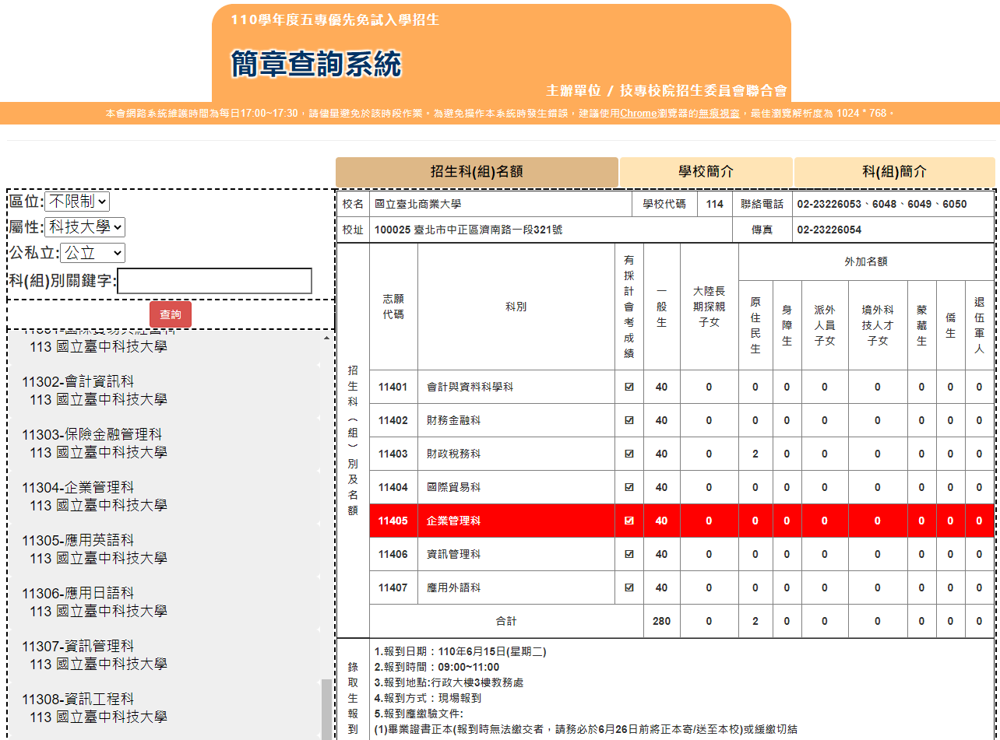 110學年度五專優先免試入學招生
簡章查詢系統
主辦單位 / 技專校院招生委員會聯合會
本會網路系統維護時間為每日17:00~17:30，請儘量避免於該時段作業。為避免操作本系統時發生錯誤，建議使用Chrome瀏覽器的無痕視窗，最佳瀏覽解析度為 1024 * 768。
區位:不限制
屬性:科技大學
公私立:公立
科(組)別關鍵字:
查詢
113 國立臺中科技大學
11302-會計資訊科
113 國立臺中科技大學
11303-保險金融管理科
113 國立臺中科技大學
11304-企業管理科
113 國立臺中科技大學
11305-應用英語科
113 國立臺中科技大學
11306-應用日語科
113 國立臺中科技大學
11307-資訊管理科
113 國立臺中科技大學
11308-資訊工程科
113 國立臺中科技大學
招生科(組)名額 學校簡介 科(組)簡介
校名 國立臺北商業大學 學校代碼 114 聯絡電話 02-23226053、6048、6049、6050
校址 100025 臺北市中正區濟南路一段321號 傳真 02-23226054
招生科（組）別及名額
志願代碼 科別 有採計會考成績 一般生 大陸長期探親子女 外加名額
原住民生 身障生 派外人員子女 境外科技人才子女 蒙藏生 僑生 退伍軍人
11401 會計與資料科學科 ☑ 40 0 0 0 0 0 0 0 0
11402 財務金融科 ☑ 40 0 0 0 0 0 0 0 0
11403 財政稅務科 ☑ 40 0 2 0 0 0 0 0 0
11404 國際貿易科 ☑ 40 0 0 0 0 0 0 0 0
11405 企業管理科 ☑ 40 0 0 0 0 0 0 0 0
11406 資訊管理科 ☑ 40 0 0 0 0 0 0 0 0
11407 應用外語科 ☑ 40 0 0 0 0 0 0 0 0
合計 280 0 2 0 0 0 0 0 0
錄取生報到
1.報到日期：110年6月15日(星期二)
2.報到時間：09:00~11:00
3.報到地點:行政大樓3樓教務處
4.報到方式：現場報到
5.報到應繳驗文件:
(1)畢業證書正本(報到時無法繳交者，請務必於6月26日前將正本寄/送至本校)或緩繳切結